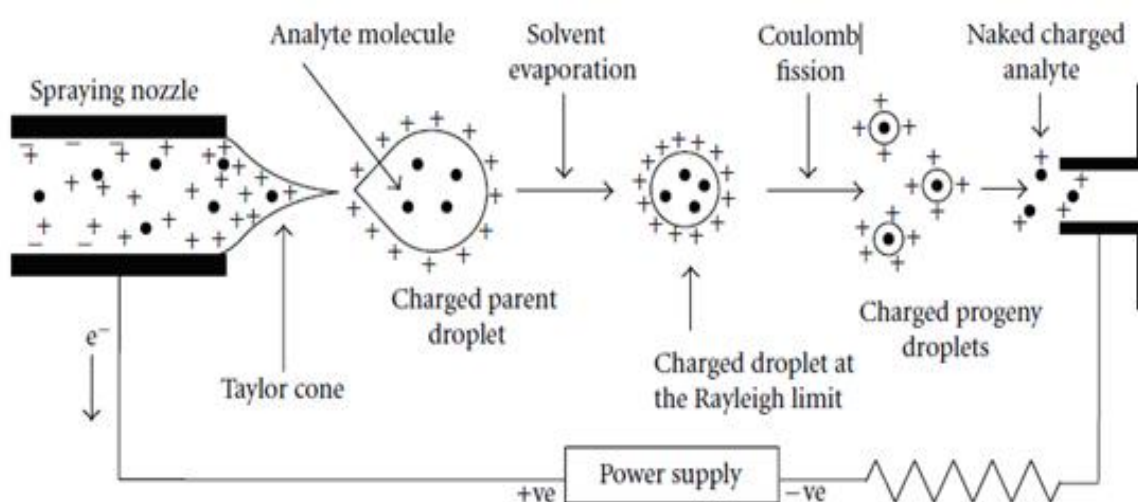 Analyte molecule
Solvent
evaporation
Coulomb
fission
Naked charged
analyte
Spraying nozzle
Charged parent
droplet
Charged progeny
droplets
e⁻
Taylor cone
Charged droplet at
the Rayleigh limit
Power supply
+ve
−ve